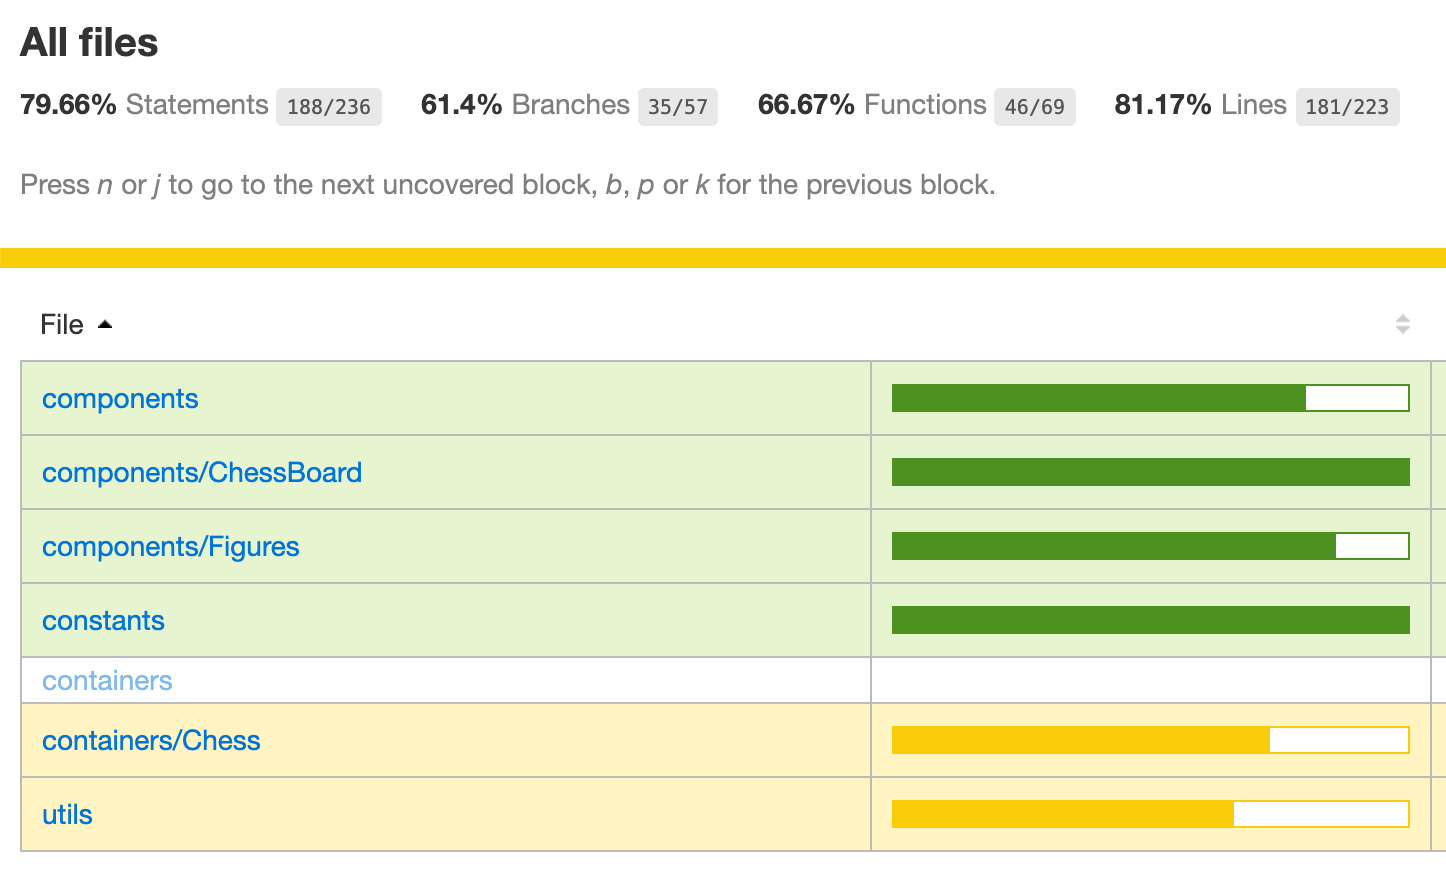 All files
79.66% Statements 188/236 61.4% Branches 35/57 66.67% Functions 46/69 81.17% Lines 181/223
Press n or j to go to the next uncovered block, b, p or k for the previous block.
File
components
components/ChessBoard
components/Figures
constants
containers
containers/Chess
utils